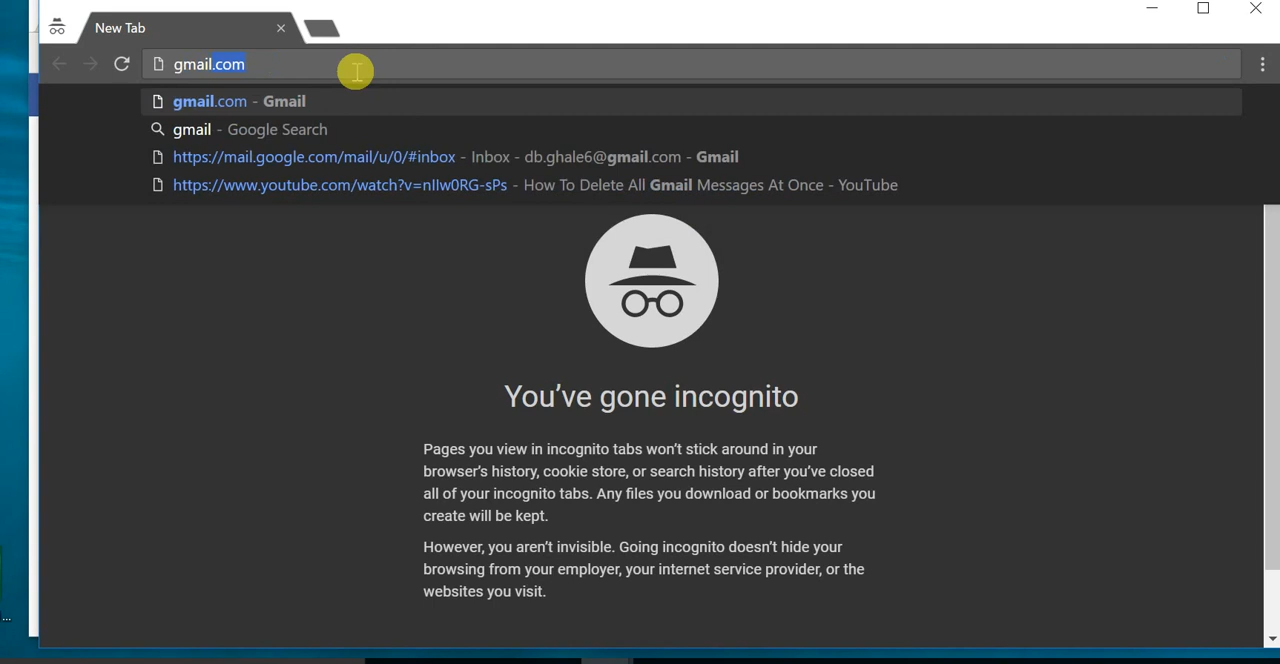 New Tab
gmail.com
gmail.com - Gmail
gmail - Google Search
https://mail.google.com/mail/u/0/#inbox - Inbox - db.ghale6@gmail.com - Gmail
https://www.youtube.com/watch?v=nIlw0RG-sPs - How To Delete All Gmail Messages At Once - YouTube
You've gone incognito
Pages you view in incognito tabs won't stick around in your
browser's history, cookie store, or search history after you've closed
all of your incognito tabs. Any files you download or bookmarks you
create will be kept.
However, you aren't invisible. Going incognito doesn't hide your
browsing from your employer, your internet service provider, or the
websites you visit.
...